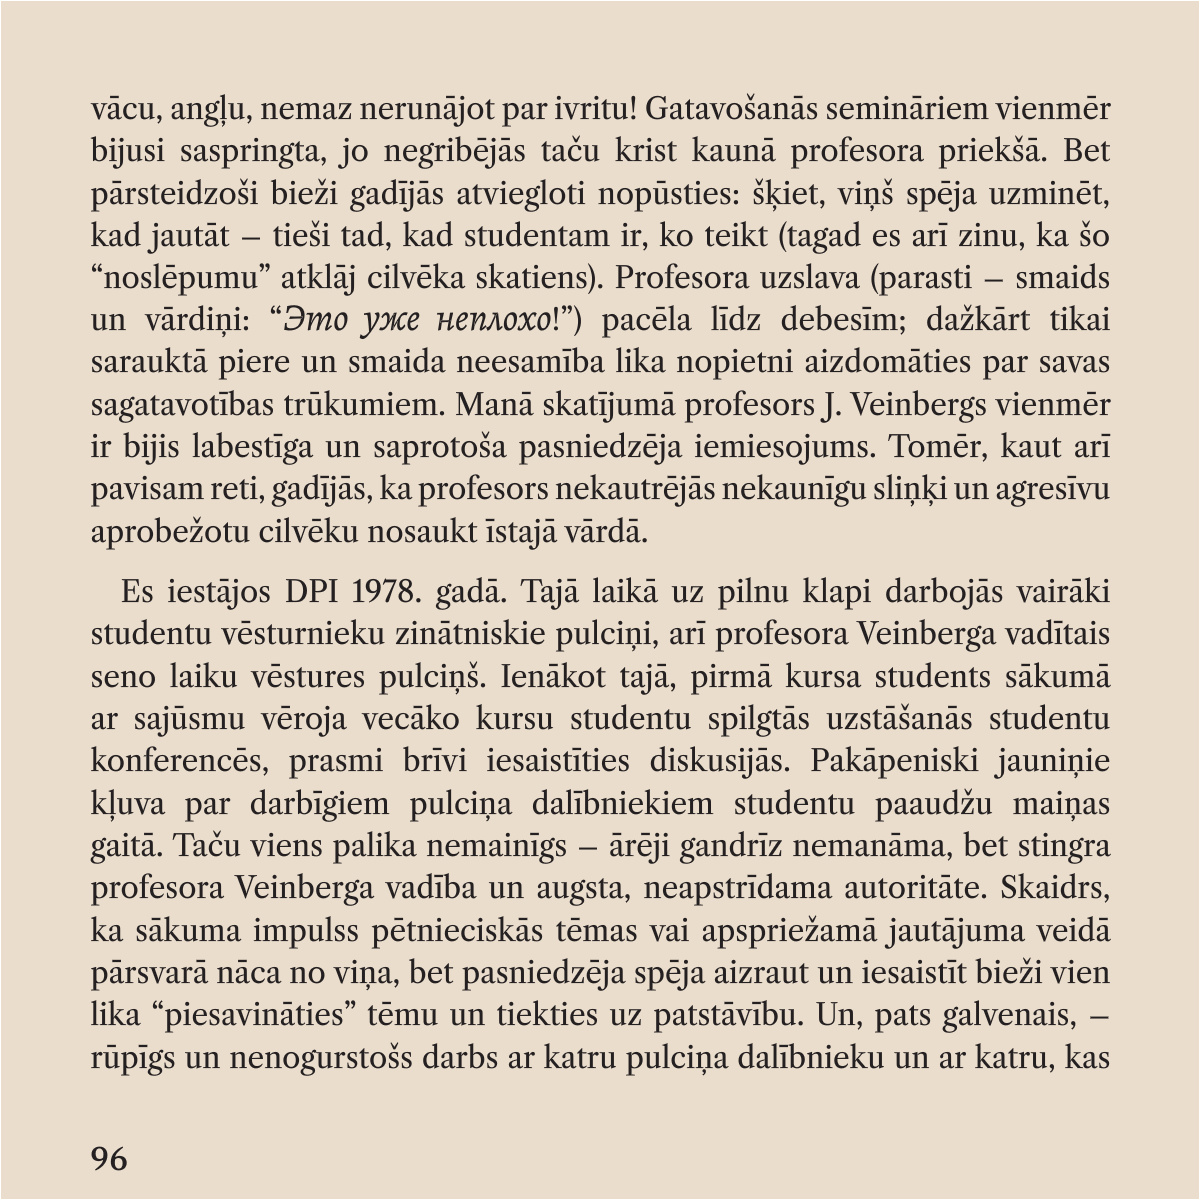 vācu, angļu, nemaz nerunājot par ivritu! Gatavošanās semināriem vienmēr
bijusi saspringta, jo negribējās taču krist kaunā profesora priekšā. Bet
pārsteidzoši bieži gadījās atviegloti nopūsties: šķiet, viņš spēja uzminēt,
kad jautāt – tieši tad, kad studentam ir, ko teikt (tagad es arī zinu, ka šo
“noslēpumu” atklāj cilvēka skatiens). Profesora uzslava (parasti – smaids
un vārdiņi: “Это уже неплохо!”) pacēla līdz debesīm; dažkārt tikai
sarauktā piere un smaida neesamība lika nopietni aizdomāties par savas
sagatavotības trūkumiem. Manā skatījumā profesors J. Veinbergs vienmēr
ir bijis labestīga un saprotoša pasniedzēja iemiesojums. Tomēr, kaut arī
pavisam reti, gadījās, ka profesors nekautrējās nekaunīgu sliņķi un agresīvu
aprobežotu cilvēku nosaukt īstajā vārdā.
Es iestājos DPI 1978. gadā. Tajā laikā uz pilnu klapi darbojās vairāki
studentu vēsturnieku zinātniskie pulciņi, arī profesora Veinberga vadītais
seno laiku vēstures pulciņš. Ienākot tajā, pirmā kursa students sākumā
ar sajūsmu vēroja vecāko kursu studentu spilgtās uzstāšanās studentu
konferencēs, prasmi brīvi iesaistīties diskusijās. Pakāpeniski jauniņie
kļuva par darbīgiem pulciņa dalībniekiem studentu paaudžu maiņas
gaitā. Taču viens palika nemainīgs – ārēji gandrīz nemanāma, bet stingra
profesora Veinberga vadība un augsta, neapstrīdama autoritāte. Skaidrs,
ka sākuma impulss pētnieciskās tēmas vai apspriežamā jautājuma veidā
pārsvarā nāca no viņa, bet pasniedzēja spēja aizraut un iesaistīt bieži vien
lika “piesavināties” tēmu un tiekties uz patstāvību. Un, pats galvenais, –
rūpīgs un nenogurstošs darbs ar katru pulciņa dalībnieku un ar katru, kas
96